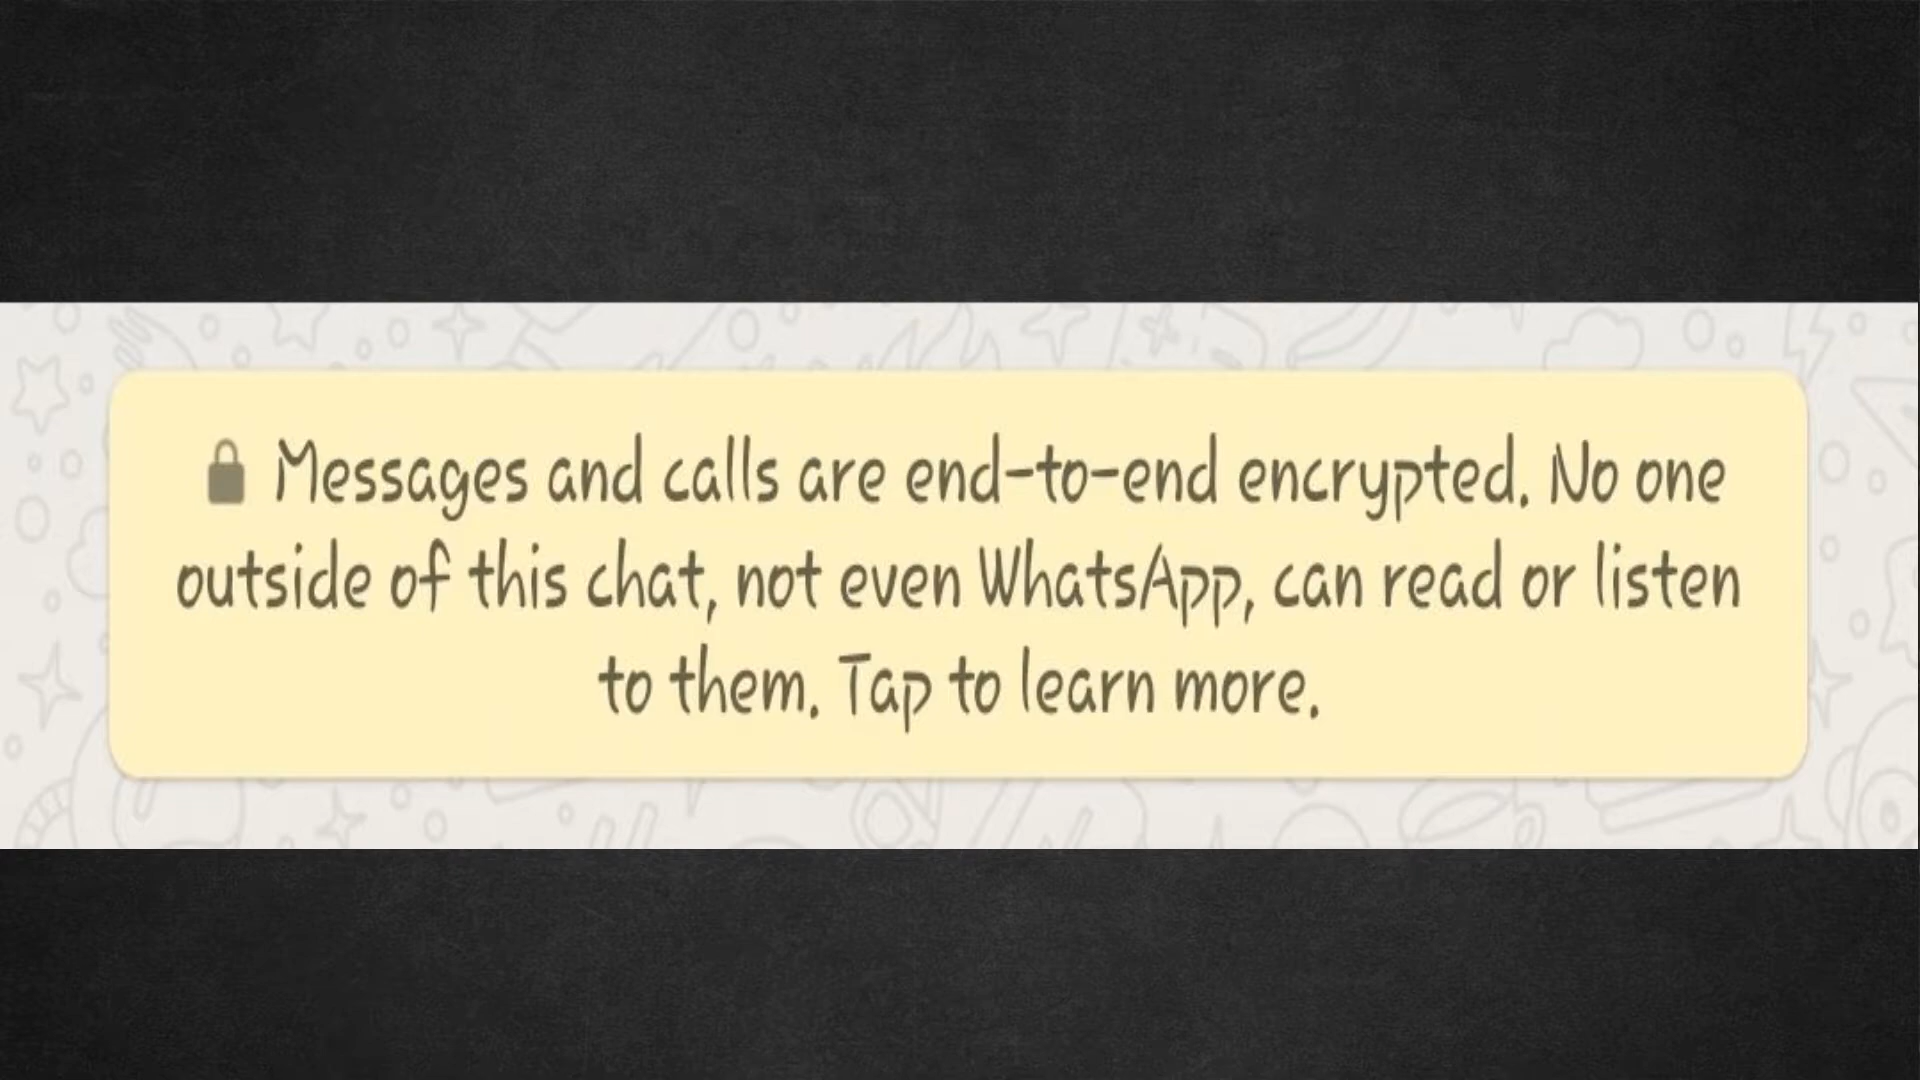 Messages and calls are end-to-end encrypted. No one
outside of this chat, not even WhatsApp, can read or listen
to them. Tap to learn more.